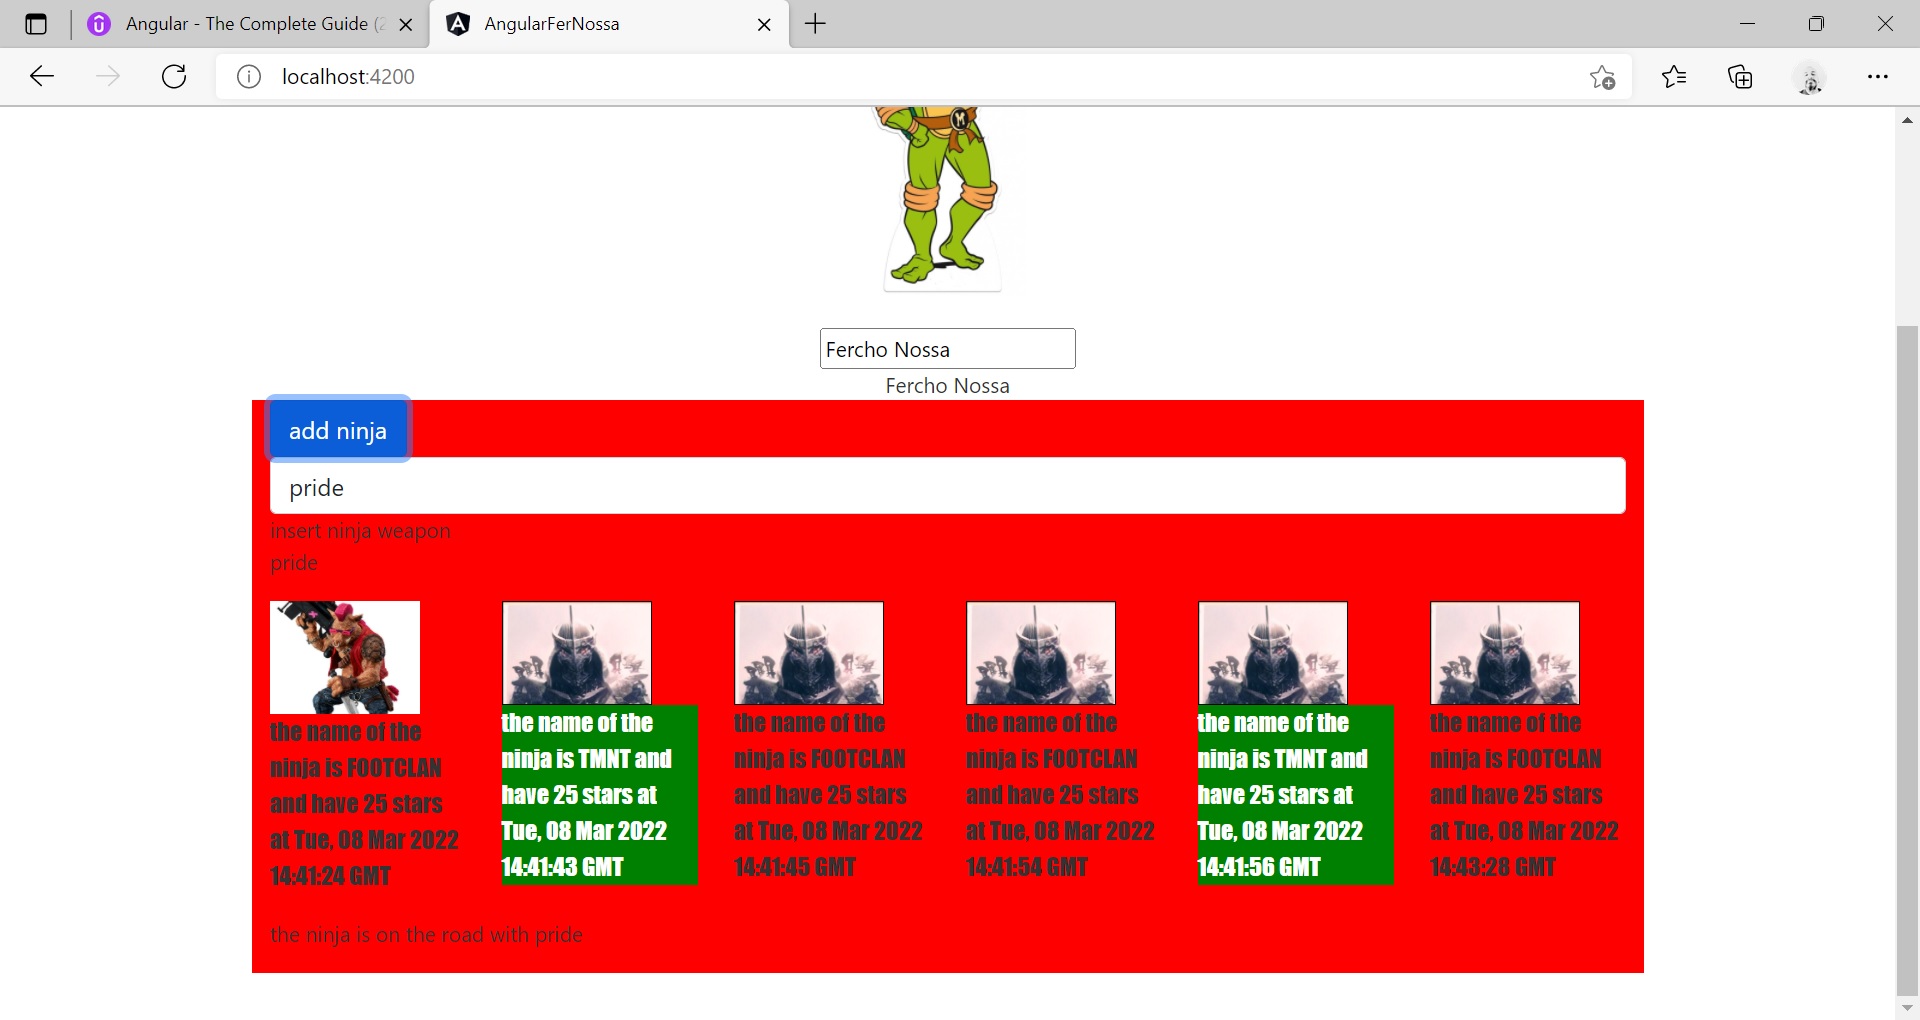 Angular - The Complete Guide (2
AngularFerNossa
localhost:4200
M
Fercho Nossa
Fercho Nossa
add ninja
pride
insert ninja weapon
pride
the name of the
ninja is FOOTCLAN
and have 25 stars
at Tue, 08 Mar 2022
14:41:24 GMT
the name of the
ninja is TMNT and
have 25 stars at
Tue, 08 Mar 2022
14:41:43 GMT
the name of the
ninja is FOOTCLAN
and have 25 stars
at Tue, 08 Mar 2022
14:41:45 GMT
the name of the
ninja is FOOTCLAN
and have 25 stars
at Tue, 08 Mar 2022
14:41:54 GMT
the name of the
ninja is TMNT and
have 25 stars at
Tue, 08 Mar 2022
14:41:56 GMT
the name of the
ninja is FOOTCLAN
and have 25 stars
at Tue, 08 Mar 2022
14:43:28 GMT
the ninja is on the road with pride